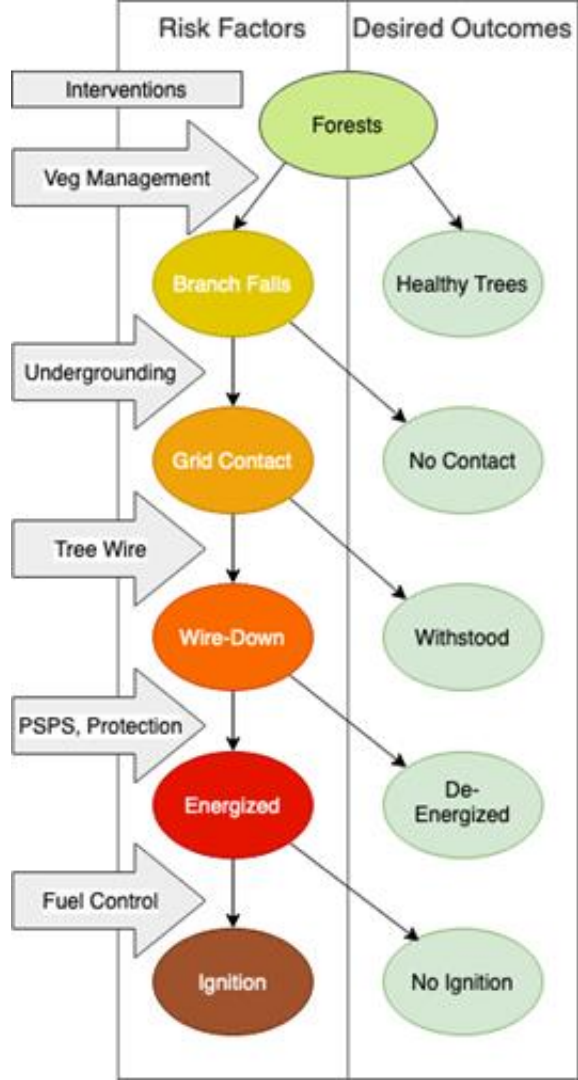 Risk Factors
Desired Outcomes
Interventions
Forests
Veg Management
Branch Falls
Healthy Trees
Undergrounding
Grid Contact
No Contact
Tree Wire
Wire-Down
Withstood
PSPS, Protection
Energized
De-
Energized
Fuel Control
Ignition
No Ignition